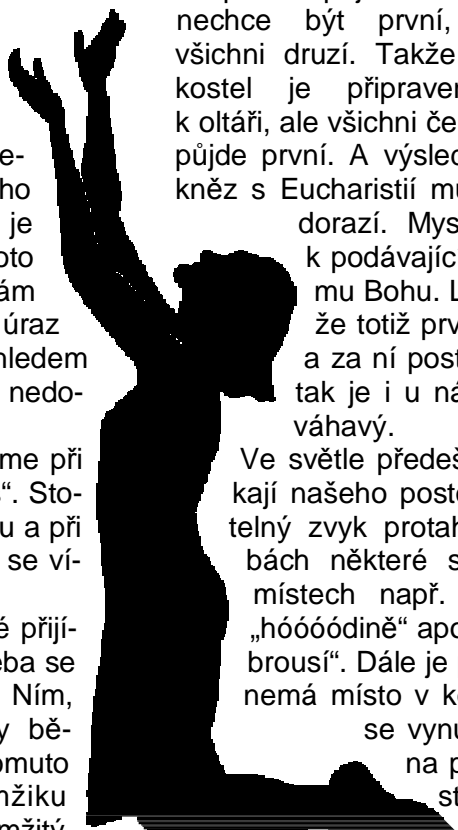 e-
ho
je
oto
ám
úraz
hledem
nedo-
me při
“. Sto-
u a při
se ví-
é přijí-
eba se
Ním,
y bě-
omuto
mžiku
mžitý
nechce být první,
všichni druzí. Takže
kostel je připrave
k oltáři, ale všichni če
půjde první. A výsled
kněz s Eucharistií mu
dorazí. Mys
k podávajíc
mu Bohu. L
že totiž prv
a za ní post
tak je i u ná
váhavý.
Ve světle předeš
kají našeho posto
telný zvyk protah
bách některé s
místech např.
„hóóóódině“ apo
brousí“. Dále je
nemá místo v k
se vynu
na p
st